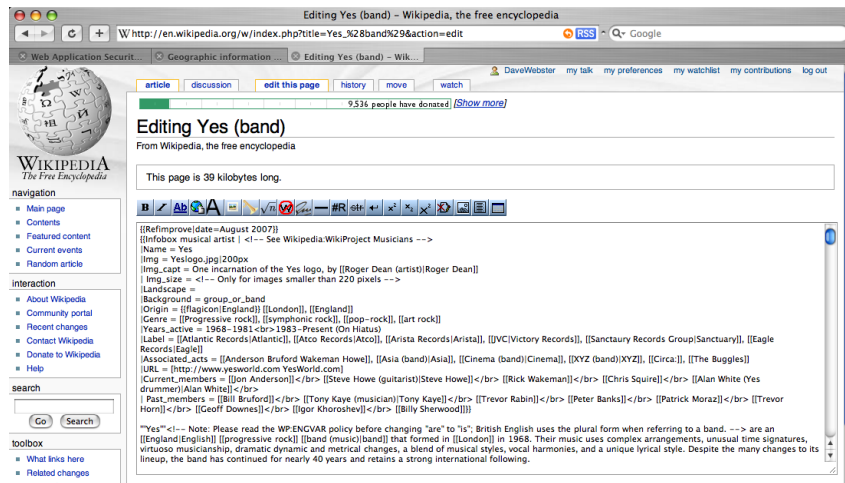 Editing Yes (band) – Wikipedia, the free encyclopedia
W http://en.wikipedia.org/w/index.php?title=Yes_%28band%29&action=edit RSS Q- Google
Web Application Securit... Geographic information ... Editing Yes (band) – Wik...
DaveWebster my talk my preferences my watchlist my contributions log out
article discussion edit this page history move watch
9,536 people have donated [Show more]
Editing Yes (band)
From Wikipedia, the free encyclopedia
This page is 39 kilobytes long.
WIKIPEDIA
The Free Encyclopedia
navigation
Main page
Contents
Featured content
Current events
Random article
interaction
About Wikipedia
Community portal
Recent changes
Contact Wikipedia
Donate to Wikipedia
Help
search
Go Search
toolbox
What links here
Related changes
B I Ab A √n W #R str x² x₂ x²
{{Refimprove|date=August 2007}}
{{Infobox musical artist | <!-- See Wikipedia:WikiProject Musicians -->
|Name = Yes
|Img = Yeslogo.jpg|200px
|Img_capt = One incarnation of the Yes logo, by [[Roger Dean (artist)|Roger Dean]]
| Img_size = <!-- Only for images smaller than 220 pixels -->
|Landscape =
|Background = group_or_band
|Origin = {{flagicon|England}} [[London]], [[England]]
|Genre = [[Progressive rock]], [[symphonic rock]], [[pop-rock]], [[art rock]]
|Years_active = 1968-1981<br>1983-Present (On Hiatus)
|Label = [[Atlantic Records|Atlantic]], [[Atco Records|Atco]], [[Arista Records|Arista]], [[JVC|Victory Records]], [[Sanctaury Records Group|Sanctuary]], [[Eagle
Records|Eagle]]
|Associated_acts = [[Anderson Bruford Wakeman Howe]], [[Asia (band)|Asia]], [[Cinema (band)|Cinema]], [[XYZ (band)|XYZ]], [[Circa:]], [[The Buggles]]
|URL = [http://www.yesworld.com YesWorld.com]
|Current_members = [[Jon Anderson]]</br> [[Steve Howe (guitarist)|Steve Howe]]</br> [[Rick Wakeman]]</br> [[Chris Squire]]</br> [[Alan White (Yes
drummer)|Alan White]]</br>
| Past_members = [[Bill Bruford]]</br> [[Tony Kaye (musician)|Tony Kaye]]</br> [[Trevor Rabin]]</br> [[Peter Banks]]</br> [[Patrick Moraz]]</br> [[Trevor
Horn]]</br> [[Geoff Downes]]</br> [[Igor Khoroshev]]</br> [[Billy Sherwood]]}}
'''Yes'''<!-- Note: Please read the WP:ENGVAR policy before changing "are" to "is"; British English uses the plural form when referring to a band. --> are an
[[England|English]] [[progressive rock]] [[band (music)|band]] that formed in [[London]] in 1968. Their music uses complex arrangements, unusual time signatures,
virtuoso musicianship, dramatic dynamic and metrical changes, a blend of musical styles, vocal harmonies, and a unique lyrical style. Despite the many changes to its
lineup, the band has continued for nearly 40 years and retains a strong international following.